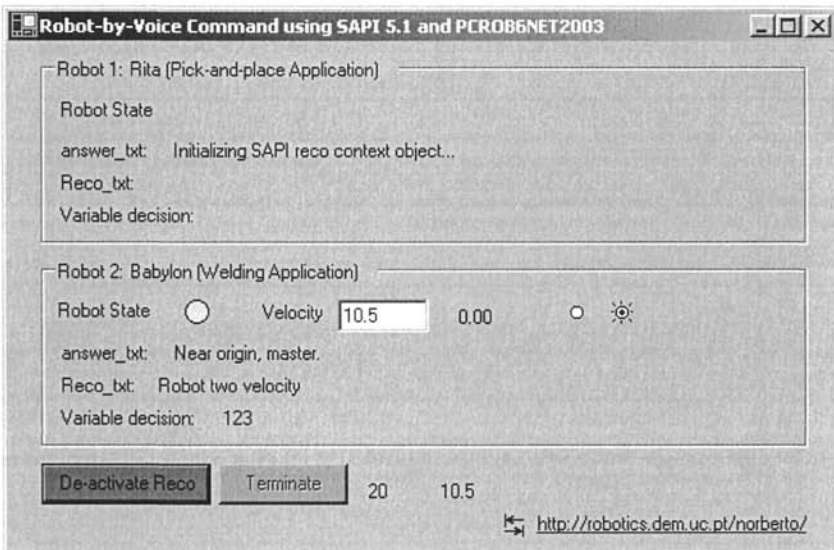 Robot-by-Voice Command using SAPI 5.1 and PCROB6NET2003
Robot 1: Rita (Pick-and-place Application)
Robot State
answer_txt: Initializing SAPI reco context object...
Reco_txt:
Variable decision:
Robot 2: Babylon (Welding Application)
Robot State Velocity 10.5 0.00
answer_txt: Near origin, master.
Reco_txt: Robot two velocity
Variable decision: 123
De-activate Reco Terminate 20 10.5
http://robotics.dem.uc.pt/norberto/